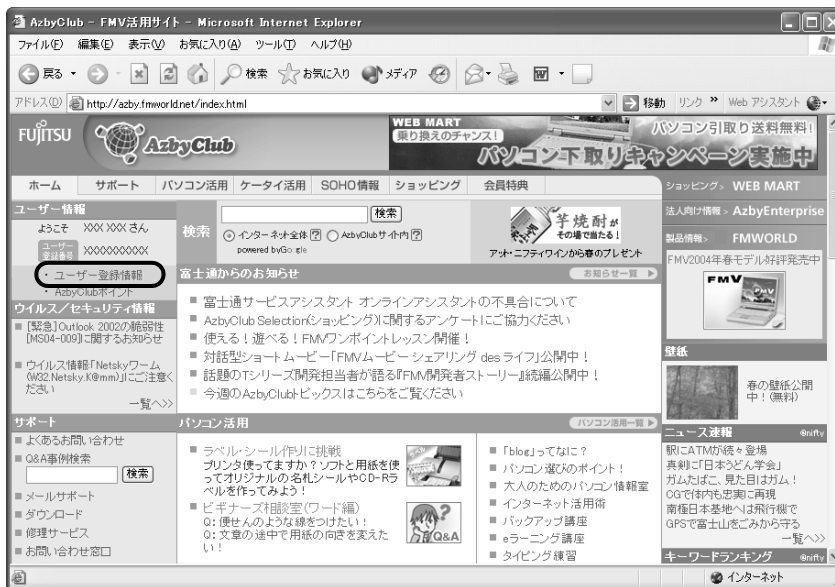 AzbyClub - FMV活用サイト - Microsoft Internet Explorer
ファイル(F) 編集(E) 表示(V) お気に入り(A) ツール(T) ヘルプ(H)
戻る 検索 お気に入り メディア
アドレス(D) http://azby.fmworld.net/index.html 移動 リンク Web アシスタント
FUJITSU AzbyClub
WEB MART
乗り換えのチャンス！
パソコン引取り送料無料！
パソコン下取りキャンペーン実施中
ホーム サポート パソコン活用 ケータイ活用 SOHO情報 ショッピング 会員特典
ユーザー情報
ようこそ XXX XXX さん
ユーザー登録番号 XXXXXXXXXX
・ユーザー登録情報
・AzbyClubポイント
ウイルス／セキュリティ情報
■ [緊急]Outlook 2002の脆弱性[MS04-009]に関するお知らせ
■ ウイルス情報「Netskyワーム(W32.Netsky.K@mm)」にご注意ください
一覧へ>>
サポート
■ よくあるお問い合わせ
■ Q&A事例検索
検索
■ メールサポート
■ ダウンロード
■ 修理サービス
■ お問い合わせ窓口
検索
検索
インターネット全体 ? AzbyClubサイト内 ?
powered by Google
芋焼酎が
その場で当たる！
アット・ニフティワインから春のプレゼント
富士通からのお知らせ お知らせ一覧
■ 富士通サービスアシスタント オンラインアシスタントの不具合について
■ AzbyClub Selection(ショッピング)に関するアンケートにご協力ください
■ 使える！遊べる！FMVワンポイントレッスン開催！
■ 対話型ショートムービー「FMVムービー シェアリング des ライフ」公開中！
■ 話題のTシリーズ開発担当者が語る『FMV開発者ストーリー』続編公開中！
■ 今週のAzbyClubトピックスはこちらをご覧ください
パソコン活用 パソコン活用一覧
■ ラベル・シール作りに挑戦
プリンタ使ってますか？ソフトと用紙を使ってオリジナルの名札シールやCD-Rラベルを作ってみよう！
■ ビギナーズ相談室(ワード編)
Q: 便せんのような線をつけたい！
Q: 文章の途中で用紙の向きを変えたい！
Q&A
■ 「blog」ってなに？
■ パソコン選びのポイント！
■ 大人のためのパソコン情報室
■ インターネット活用術
■ バックアップ講座
■ eラーニング講座
■ タイピング練習
ショッピング> WEB MART
法人向け情報> AzbyEnterprise
製品情報> FMWORLD
FMV2004年春モデル好評発売中
FMV
壁紙
春の壁紙公開中！(無料)
ニュース速報 @nifty
駅にATMが続々登場
真剣に「日本うどん学会」
ガムたばこ、見た目はガム！
CGで体内も忠実に再現
南極日本基地へは飛行機で
GPSで富士山をごみから守る
一覧へ>>
キーワードランキング @nifty
インターネット